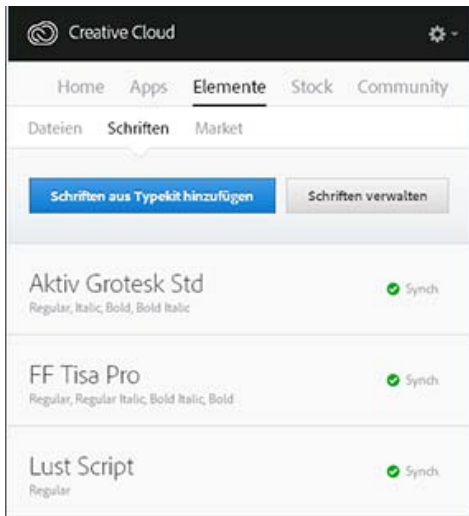 Creative Cloud
Home Apps Elemente Stock Community
Dateien Schriften Market
Schriften aus Typekit hinzufügen Schriften verwalten
Aktiv Grotesk Std
Synch
Regular, Italic, Bold, Bold Italic
FF Tisa Pro
Synch
Regular, Regular Italic, Bold Italic, Bold
Lust Script
Synch
Regular